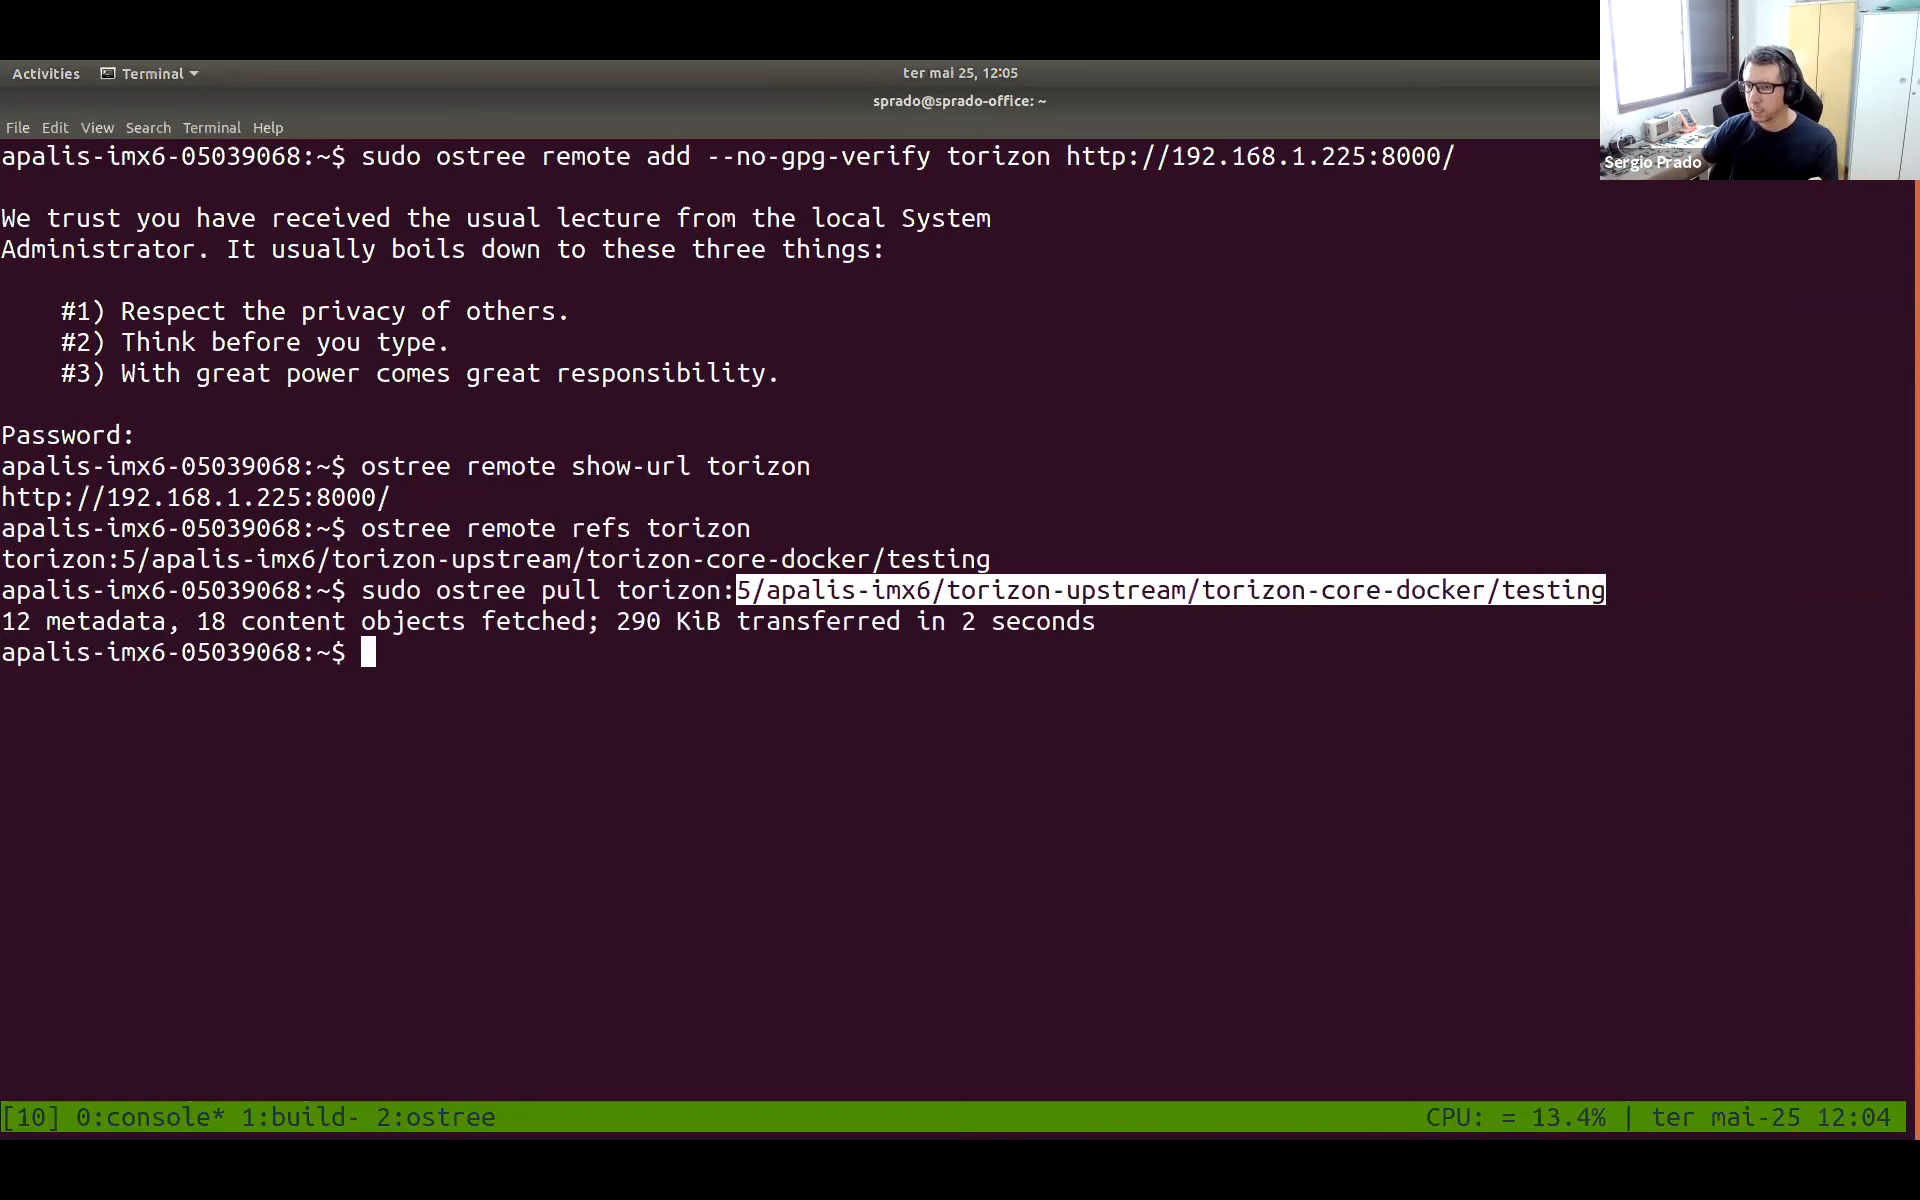 Activities Terminal
ter mai 25, 12:05
sprado@sprado-office: ~
File Edit View Search Terminal Help
Sergio Prado
apalis-imx6-05039068:~$ sudo ostree remote add --no-gpg-verify torizon http://192.168.1.225:8000/
We trust you have received the usual lecture from the local System
Administrator. It usually boils down to these three things:
#1) Respect the privacy of others.
#2) Think before you type.
#3) With great power comes great responsibility.
Password:
apalis-imx6-05039068:~$ ostree remote show-url torizon
http://192.168.1.225:8000/
apalis-imx6-05039068:~$ ostree remote refs torizon
torizon:5/apalis-imx6/torizon-upstream/torizon-core-docker/testing
apalis-imx6-05039068:~$ sudo ostree pull torizon:5/apalis-imx6/torizon-upstream/torizon-core-docker/testing
12 metadata, 18 content objects fetched; 290 KiB transferred in 2 seconds
apalis-imx6-05039068:~$
[10] 0:console* 1:build- 2:ostree CPU: = 13.4% | ter mai-25 12:04